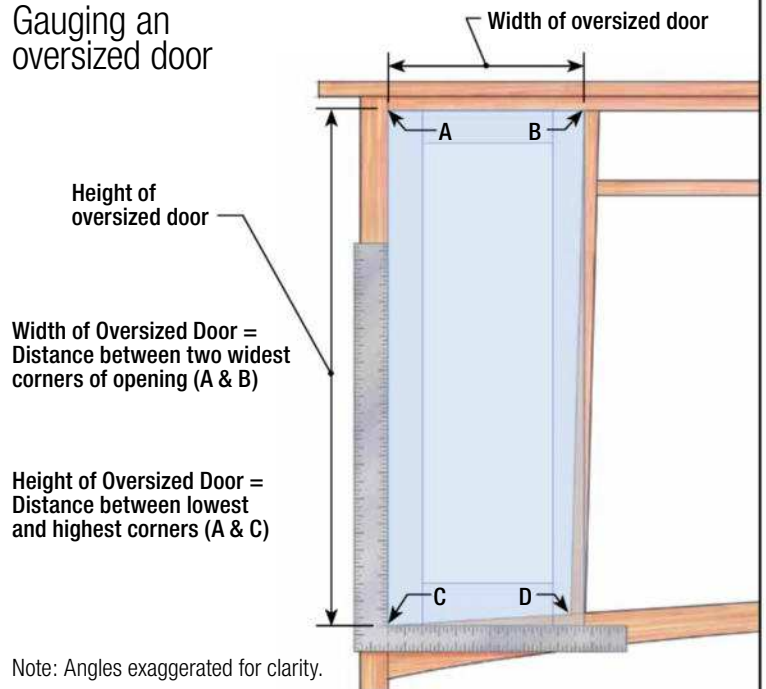 Gauging an
oversized door
Width of oversized door
A
B
Height of
oversized door
Width of Oversized Door =
Distance between two widest
corners of opening (A & B)
Height of Oversized Door =
Distance between lowest
and highest corners (A & C)
C
D
Note: Angles exaggerated for clarity.